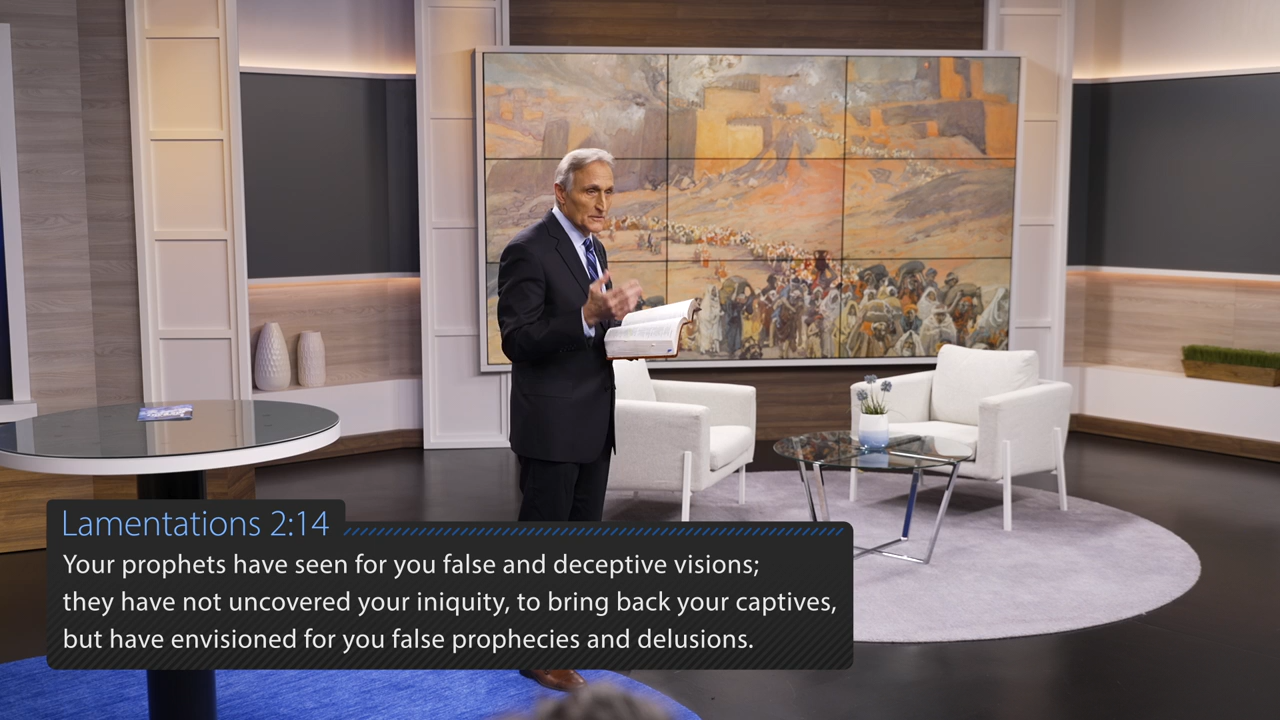 Lamentations 2:14
Your prophets have seen for you false and deceptive visions;
they have not uncovered your iniquity, to bring back your captives,
but have envisioned for you false prophecies and delusions.